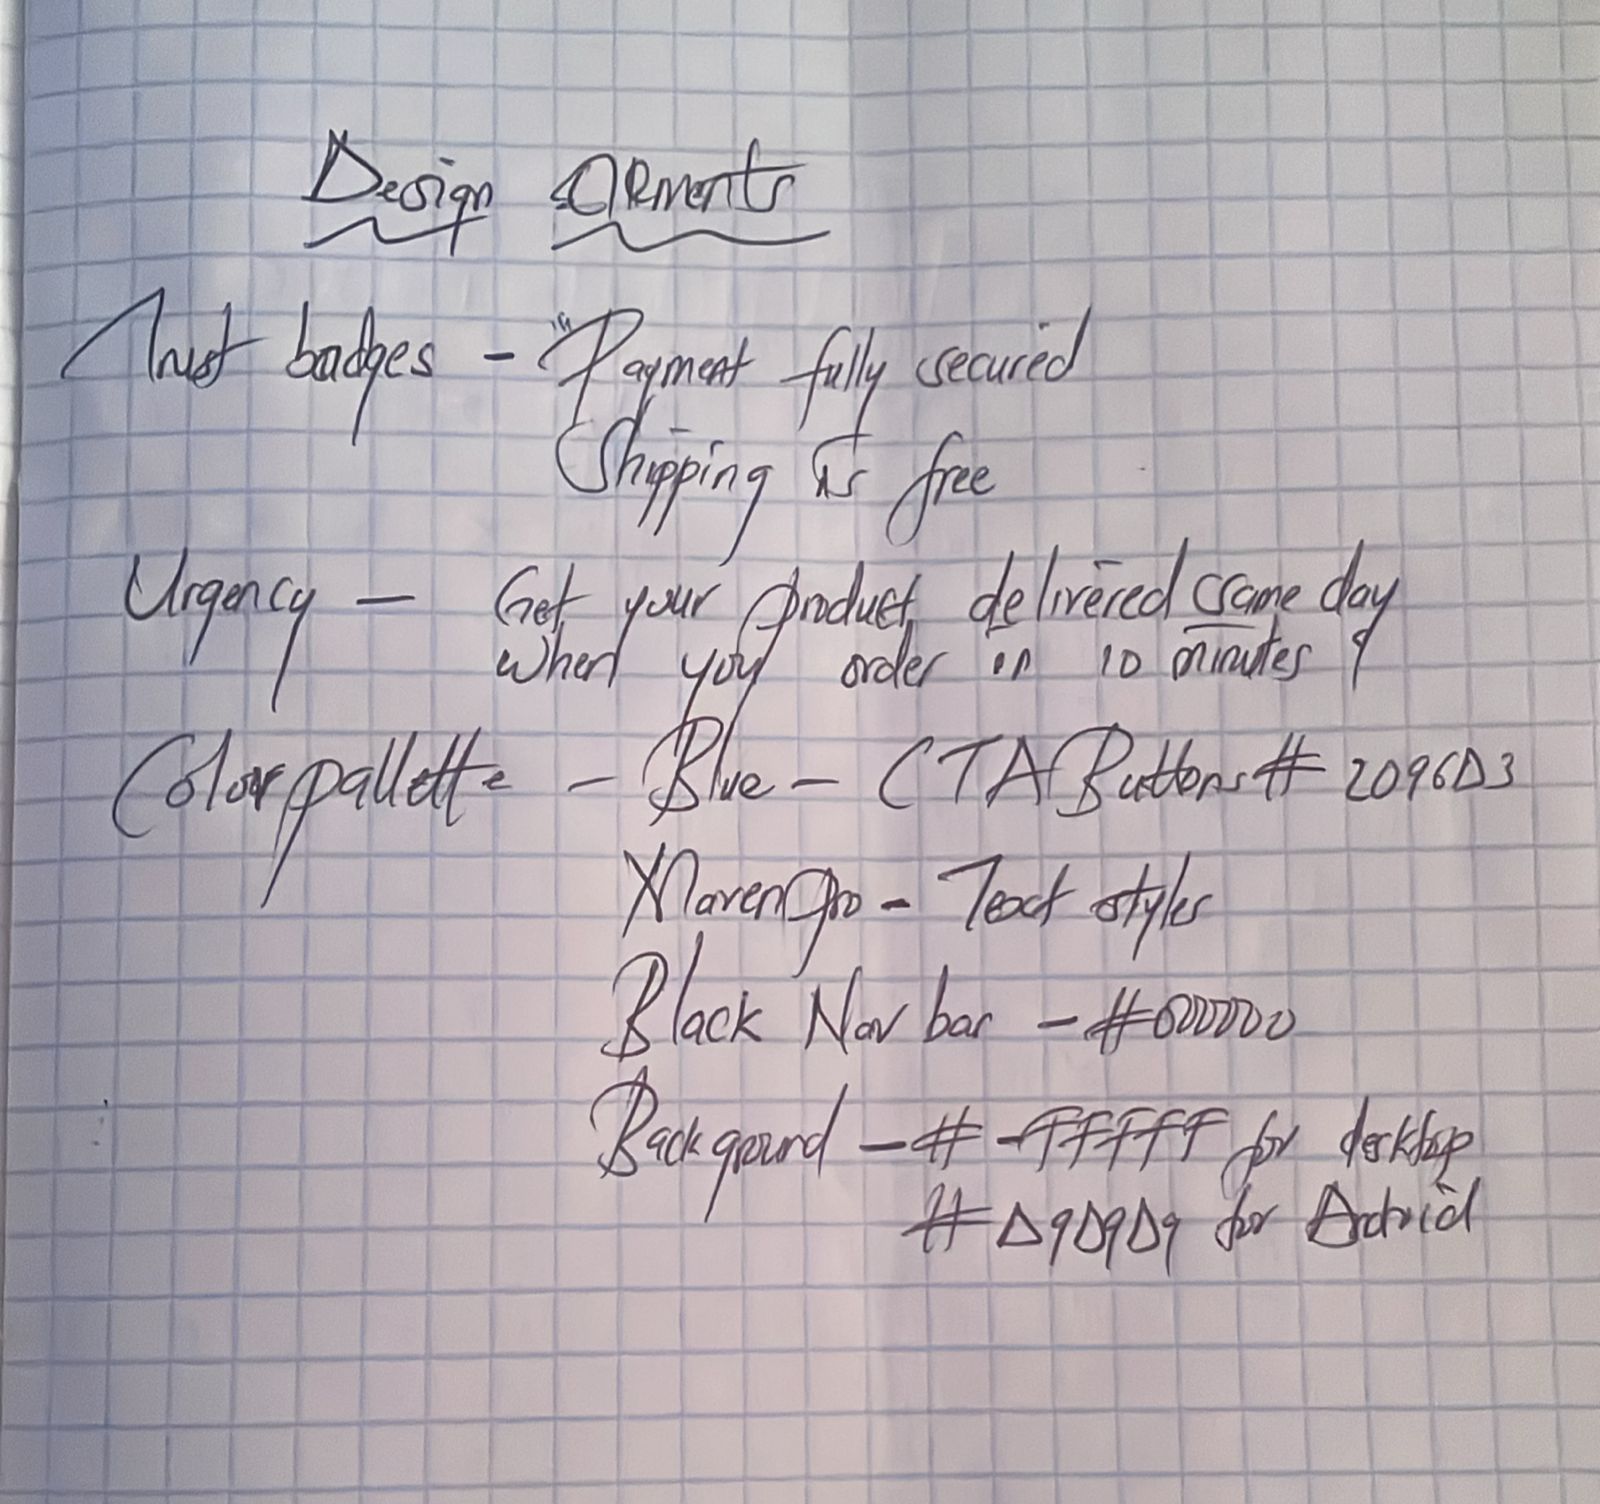 Design Elements
Trust badges - "Payment fully secured
Shipping is free
Urgency - Get your product delivered same day
when you order in 10 minutes
Colour pallette - Blue - CTA Buttons # 2096D3
MavenPro - Text styles
Black Nav bar - #000000
Background - # FFFFFF for desktop
# D9D9D9 for Android